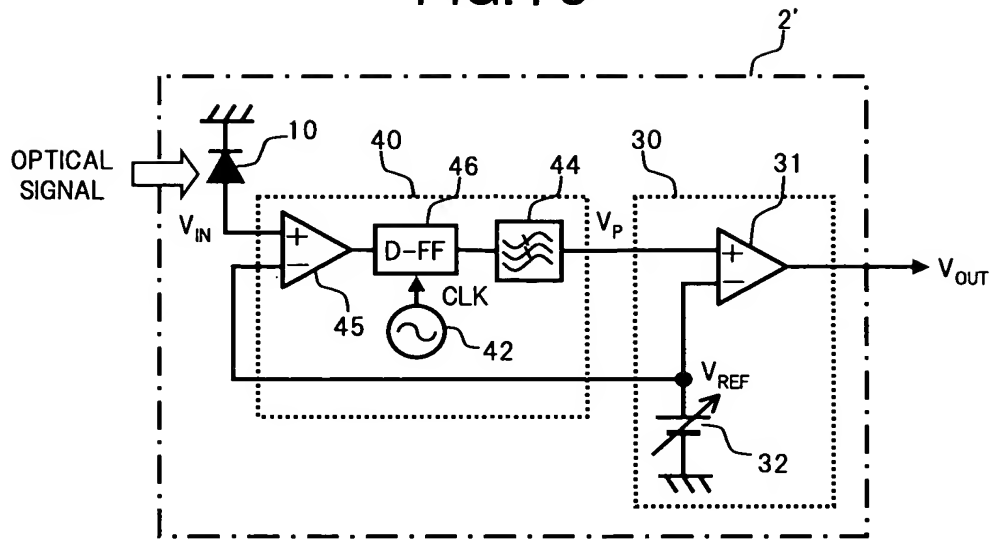 2'
10
OPTICAL
SIGNAL
40
46
44
30
31
V_IN
+
−
D-FF
V_P
+
−
V_OUT
45
CLK
42
V_REF
32